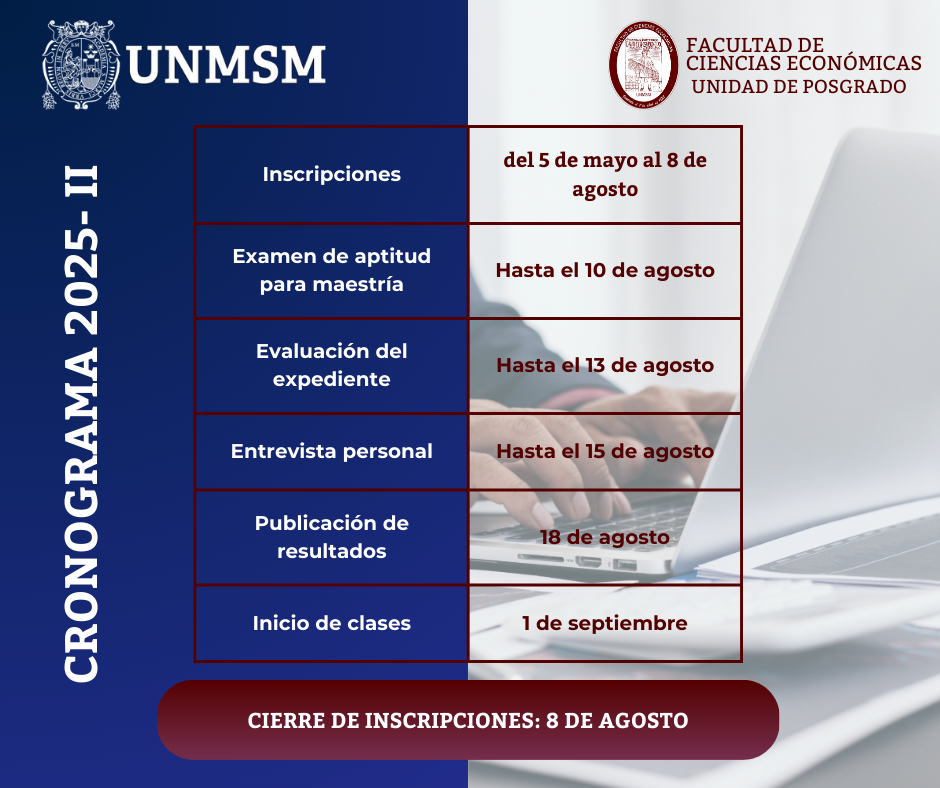 UNMSM
FACULTAD DE
CIENCIAS ECONÓMICAS
UNIDAD DE POSGRADO
CRONOGRAMA 2025- II
Inscripciones
del 5 de mayo al 8 de
agosto
Examen de aptitud
para maestría
Hasta el 10 de agosto
Evaluación del
expediente
Hasta el 13 de agosto
Entrevista personal
Hasta el 15 de agosto
Publicación de
resultados
18 de agosto
Inicio de clases
1 de septiembre
CIERRE DE INSCRIPCIONES: 8 DE AGOSTO